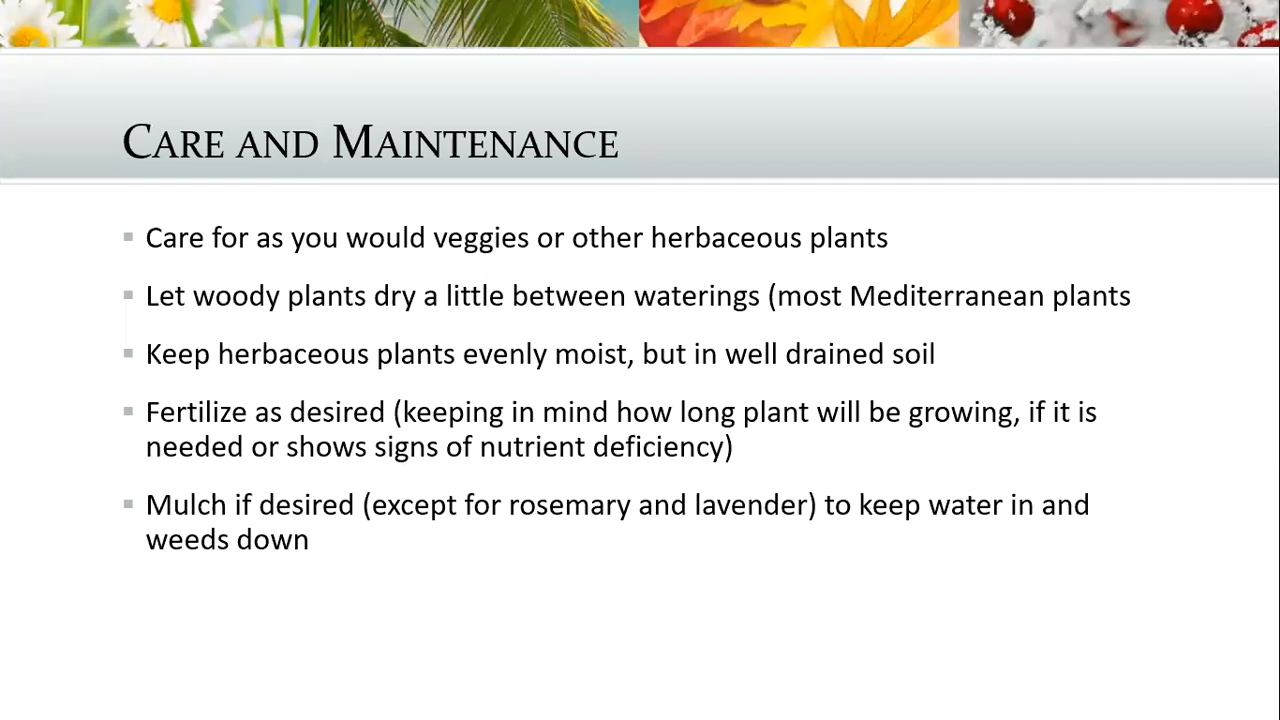 Care and Maintenance
Care for as you would veggies or other herbaceous plants
Let woody plants dry a little between waterings (most Mediterranean plants
Keep herbaceous plants evenly moist, but in well drained soil
Fertilize as desired (keeping in mind how long plant will be growing, if it is
needed or shows signs of nutrient deficiency)
Mulch if desired (except for rosemary and lavender) to keep water in and
weeds down